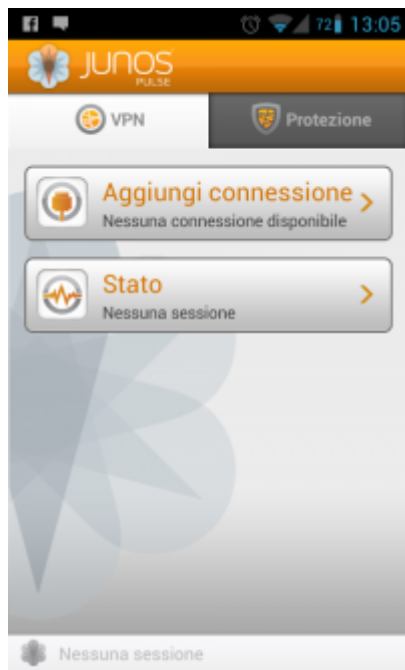 72 13:05
JUNOS
PULSE
VPN
Protezione
Aggiungi connessione
Nessuna connessione disponibile
Stato
Nessuna sessione
Nessuna sessione